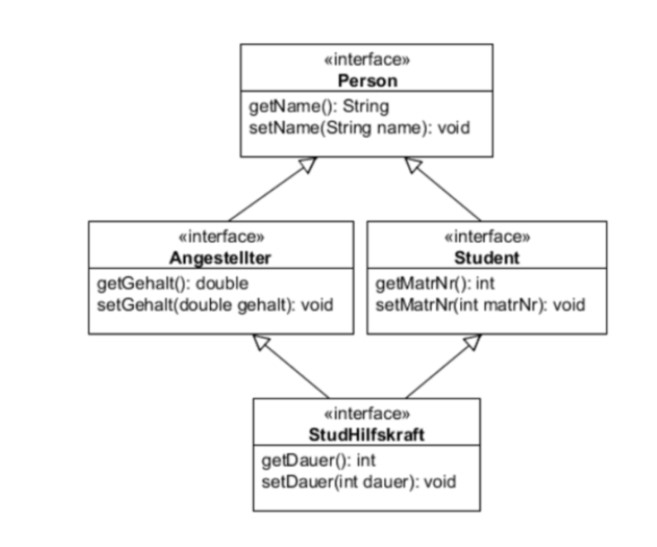 «interface»
Person
getName(): String
setName(String name): void
«interface»
Angestellter
getGehalt(): double
setGehalt(double gehalt): void
«interface»
Student
getMatrNr(): int
setMatrNr(int matrNr): void
«interface»
StudHilfskraft
getDauer(): int
setDauer(int dauer): void